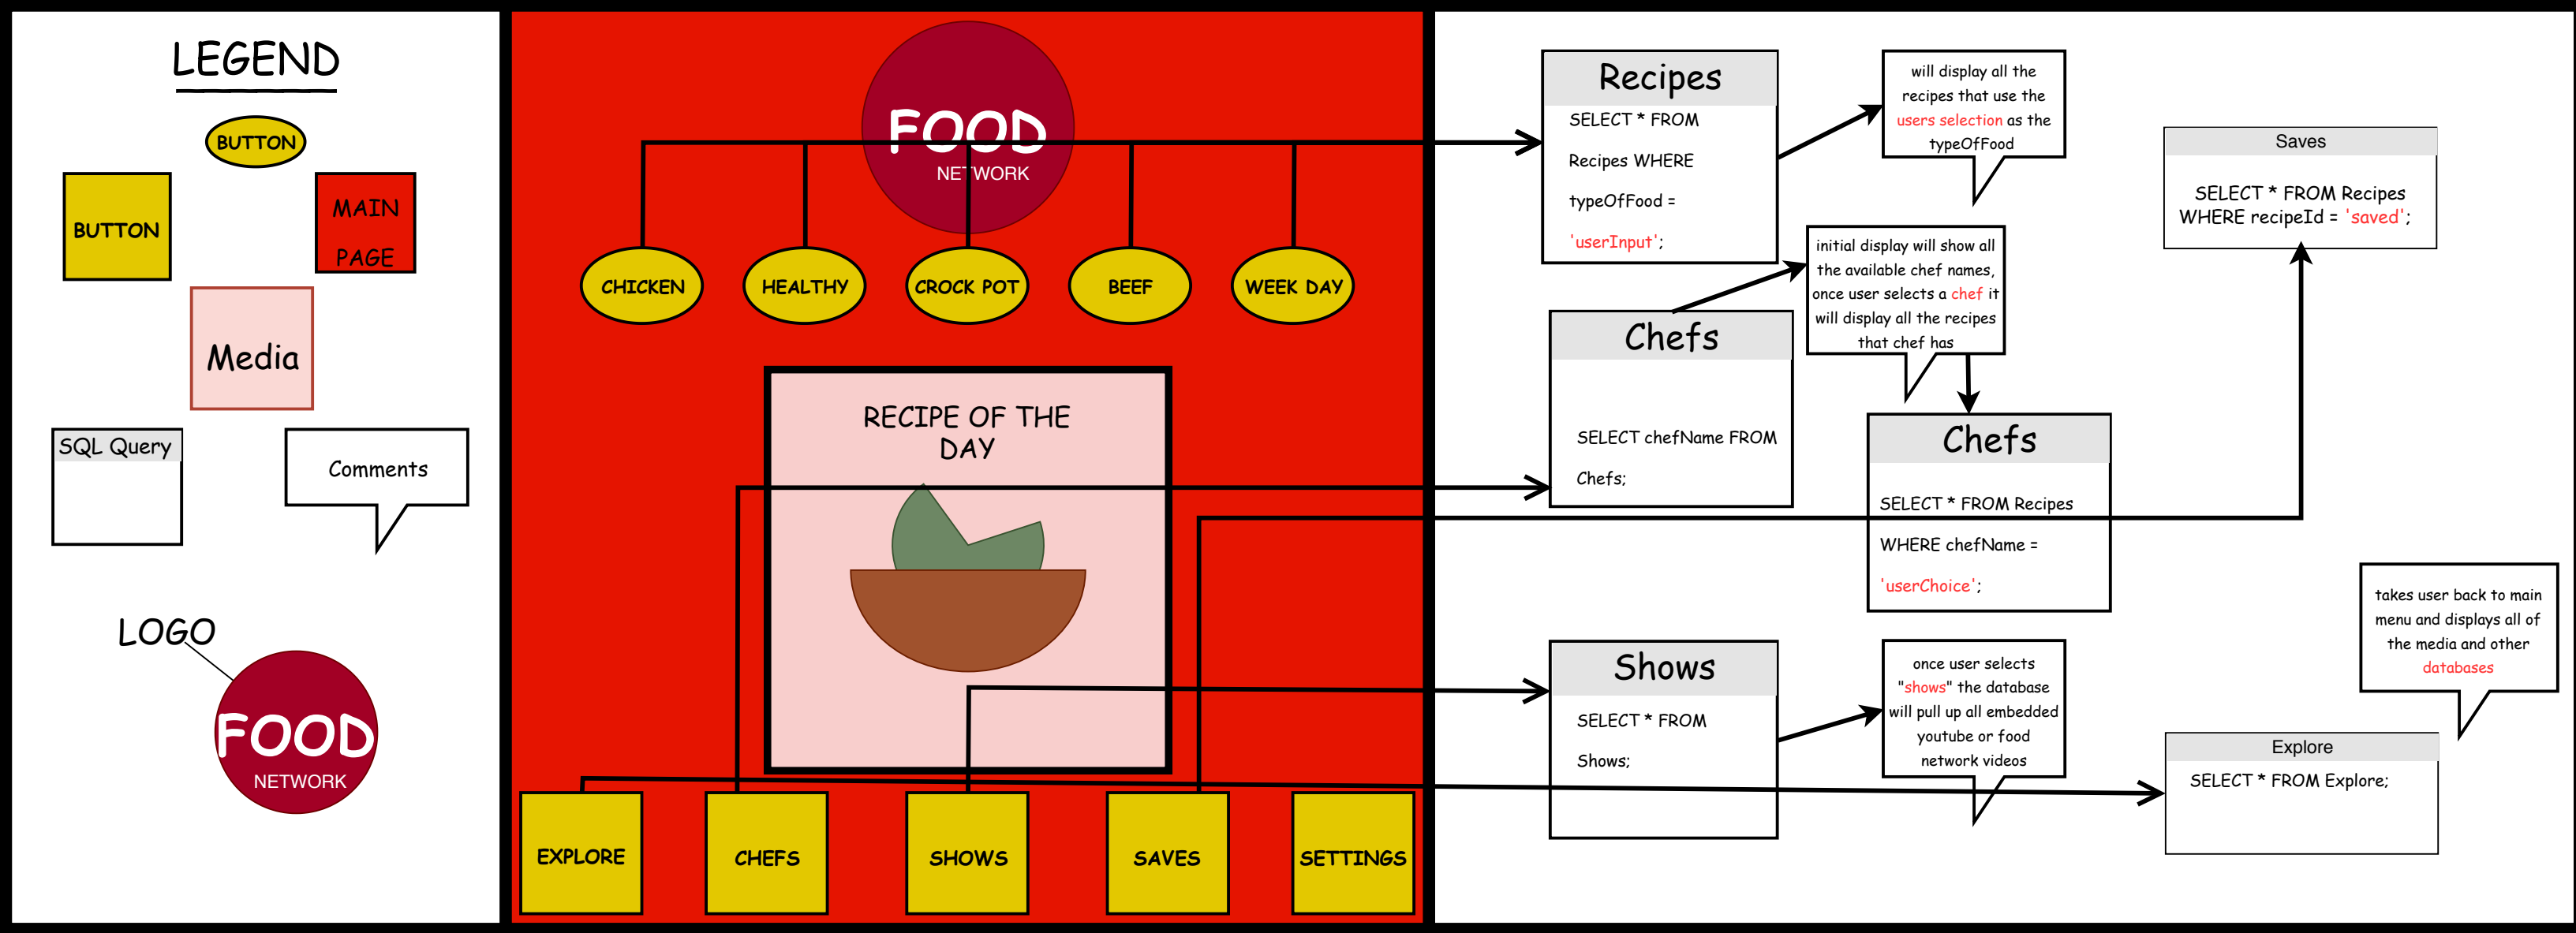 LEGEND
BUTTON
BUTTON
MAIN
PAGE
Media
SQL Query
Comments
LOGO
FOOD
NETWORK
FOOD
NETWORK
CHICKEN
HEALTHY
CROCK POT
BEEF
WEEK DAY
RECIPE OF THE
DAY
EXPLORE
CHEFS
SHOWS
SAVES
SETTINGS
Recipes
SELECT * FROM
Recipes WHERE
typeOfFood =
'userInput';
will display all the
recipes that use the
users selection as the
typeOfFood
Saves
SELECT * FROM Recipes
WHERE recipeId = 'saved';
initial display will show all
the available chef names,
once user selects a chef it
will display all the recipes
that chef has
Chefs
SELECT chefName FROM
Chefs;
Chefs
SELECT * FROM Recipes
WHERE chefName =
'userChoice';
Shows
SELECT * FROM
Shows;
once user selects
"shows" the database
will pull up all embedded
youtube or food
network videos
takes user back to main
menu and displays all of
the media and other
databases
Explore
SELECT * FROM Explore;